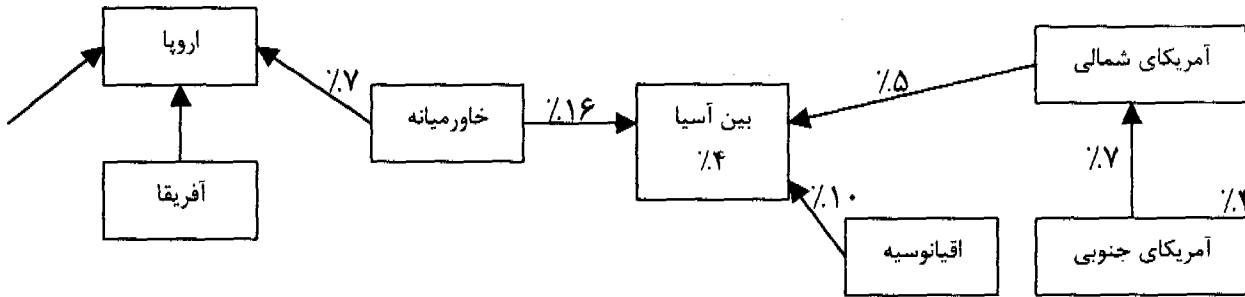 اروپا
آمریکای شمالی
٪۷
٪۵
خاورمیانه
٪۱۶
بین آسیا
٪۴
٪۷
آفریقا
٪۱۰
آمریکای جنوبی
اقیانوسیه